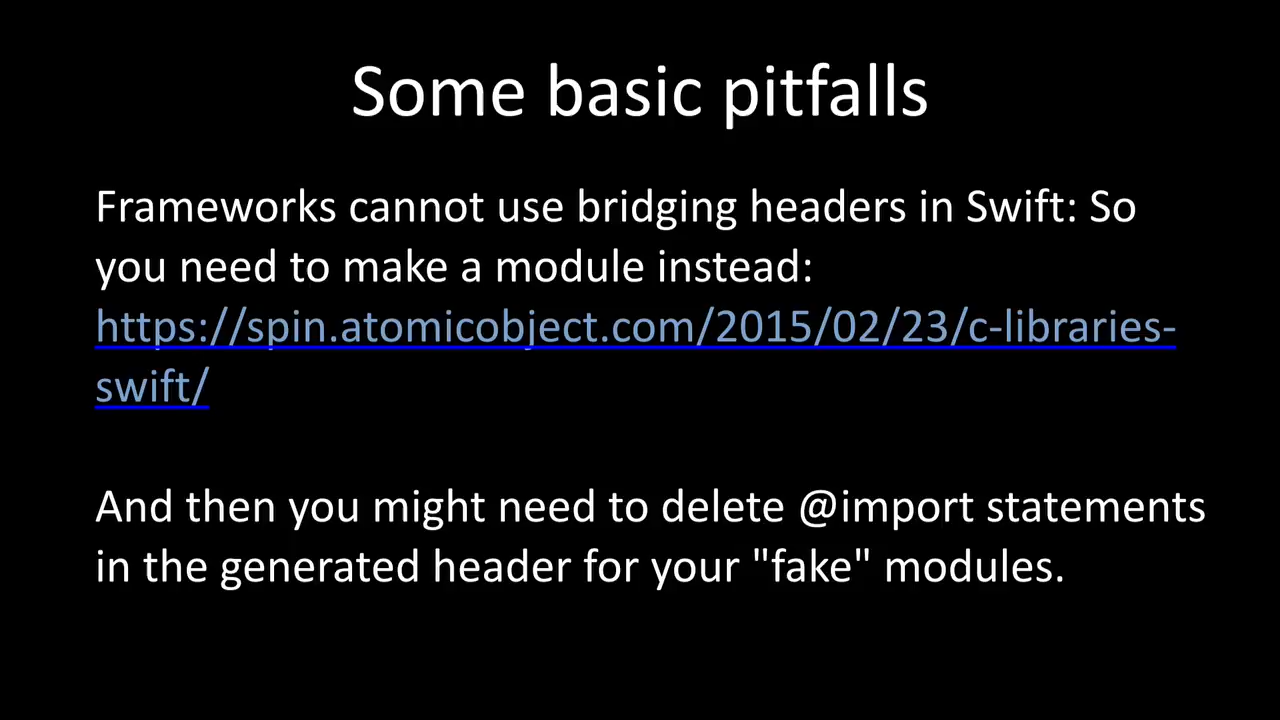 Some basic pitfalls
Frameworks cannot use bridging headers in Swift: So
you need to make a module instead:
https://spin.atomicobject.com/2015/02/23/c-libraries-
swift/
And then you might need to delete @import statements
in the generated header for your "fake" modules.